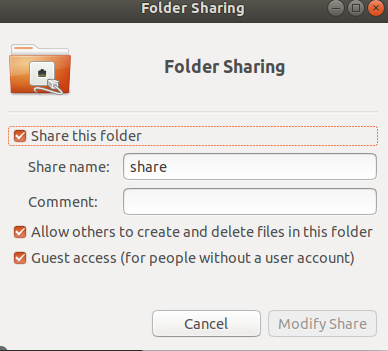 Folder Sharing
Folder Sharing
Share this folder
Share name: share
Comment:
Allow others to create and delete files in this folder
Guest access (for people without a user account)
Cancel Modify Share